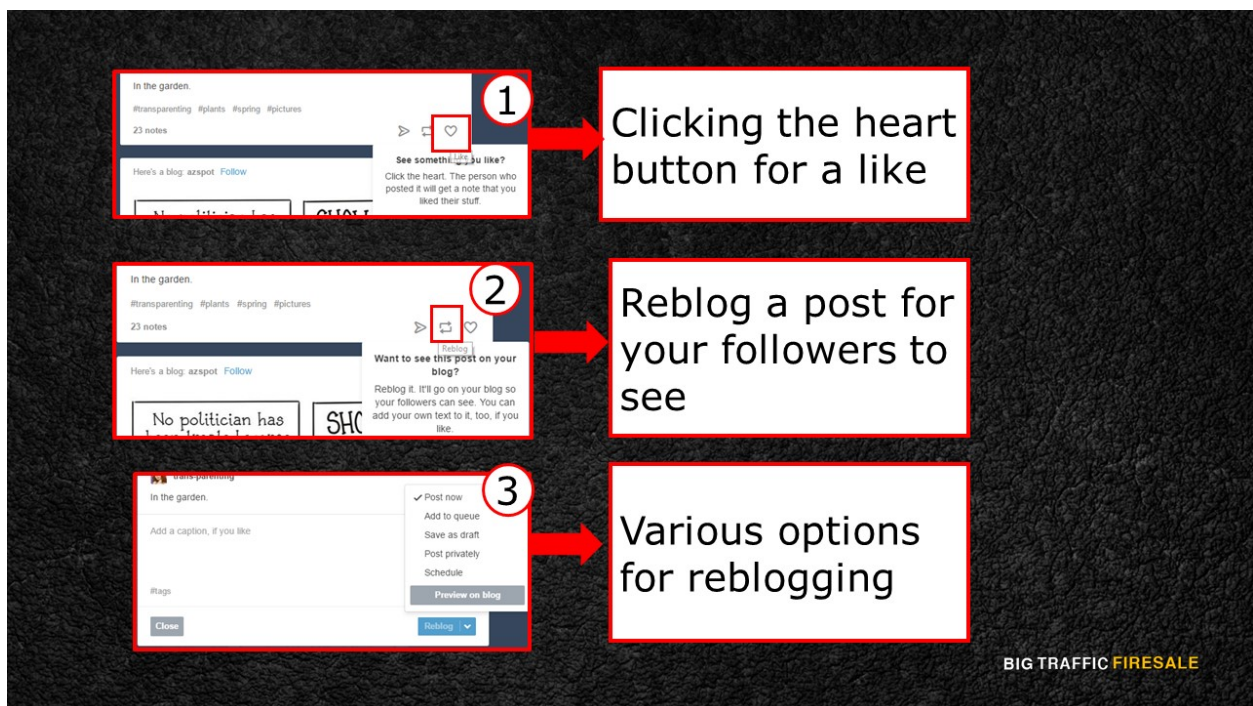 In the garden.
#transparenting #plants #spring #pictures
23 notes
1
Like
See something you like?
Click the heart. The person who
posted it will get a note that you
liked their stuff.
Here's a blog: azspot Follow
Clicking the heart
button for a like
In the garden.
#transparenting #plants #spring #pictures
23 notes
2
Reblog
Want to see this post on your
blog?
Reblog it. It'll go on your blog so
your followers can see. You can
add your own text to it, too, if you
like.
Here's a blog: azspot Follow
No politician has
Reblog a post for
your followers to
see
trans-parenting
In the garden.
Add a caption, if you like
#tags
Close
3
✓ Post now
Add to queue
Save as draft
Post privately
Schedule
Preview on blog
Reblog
Various options
for reblogging
BIG TRAFFIC FIRESALE